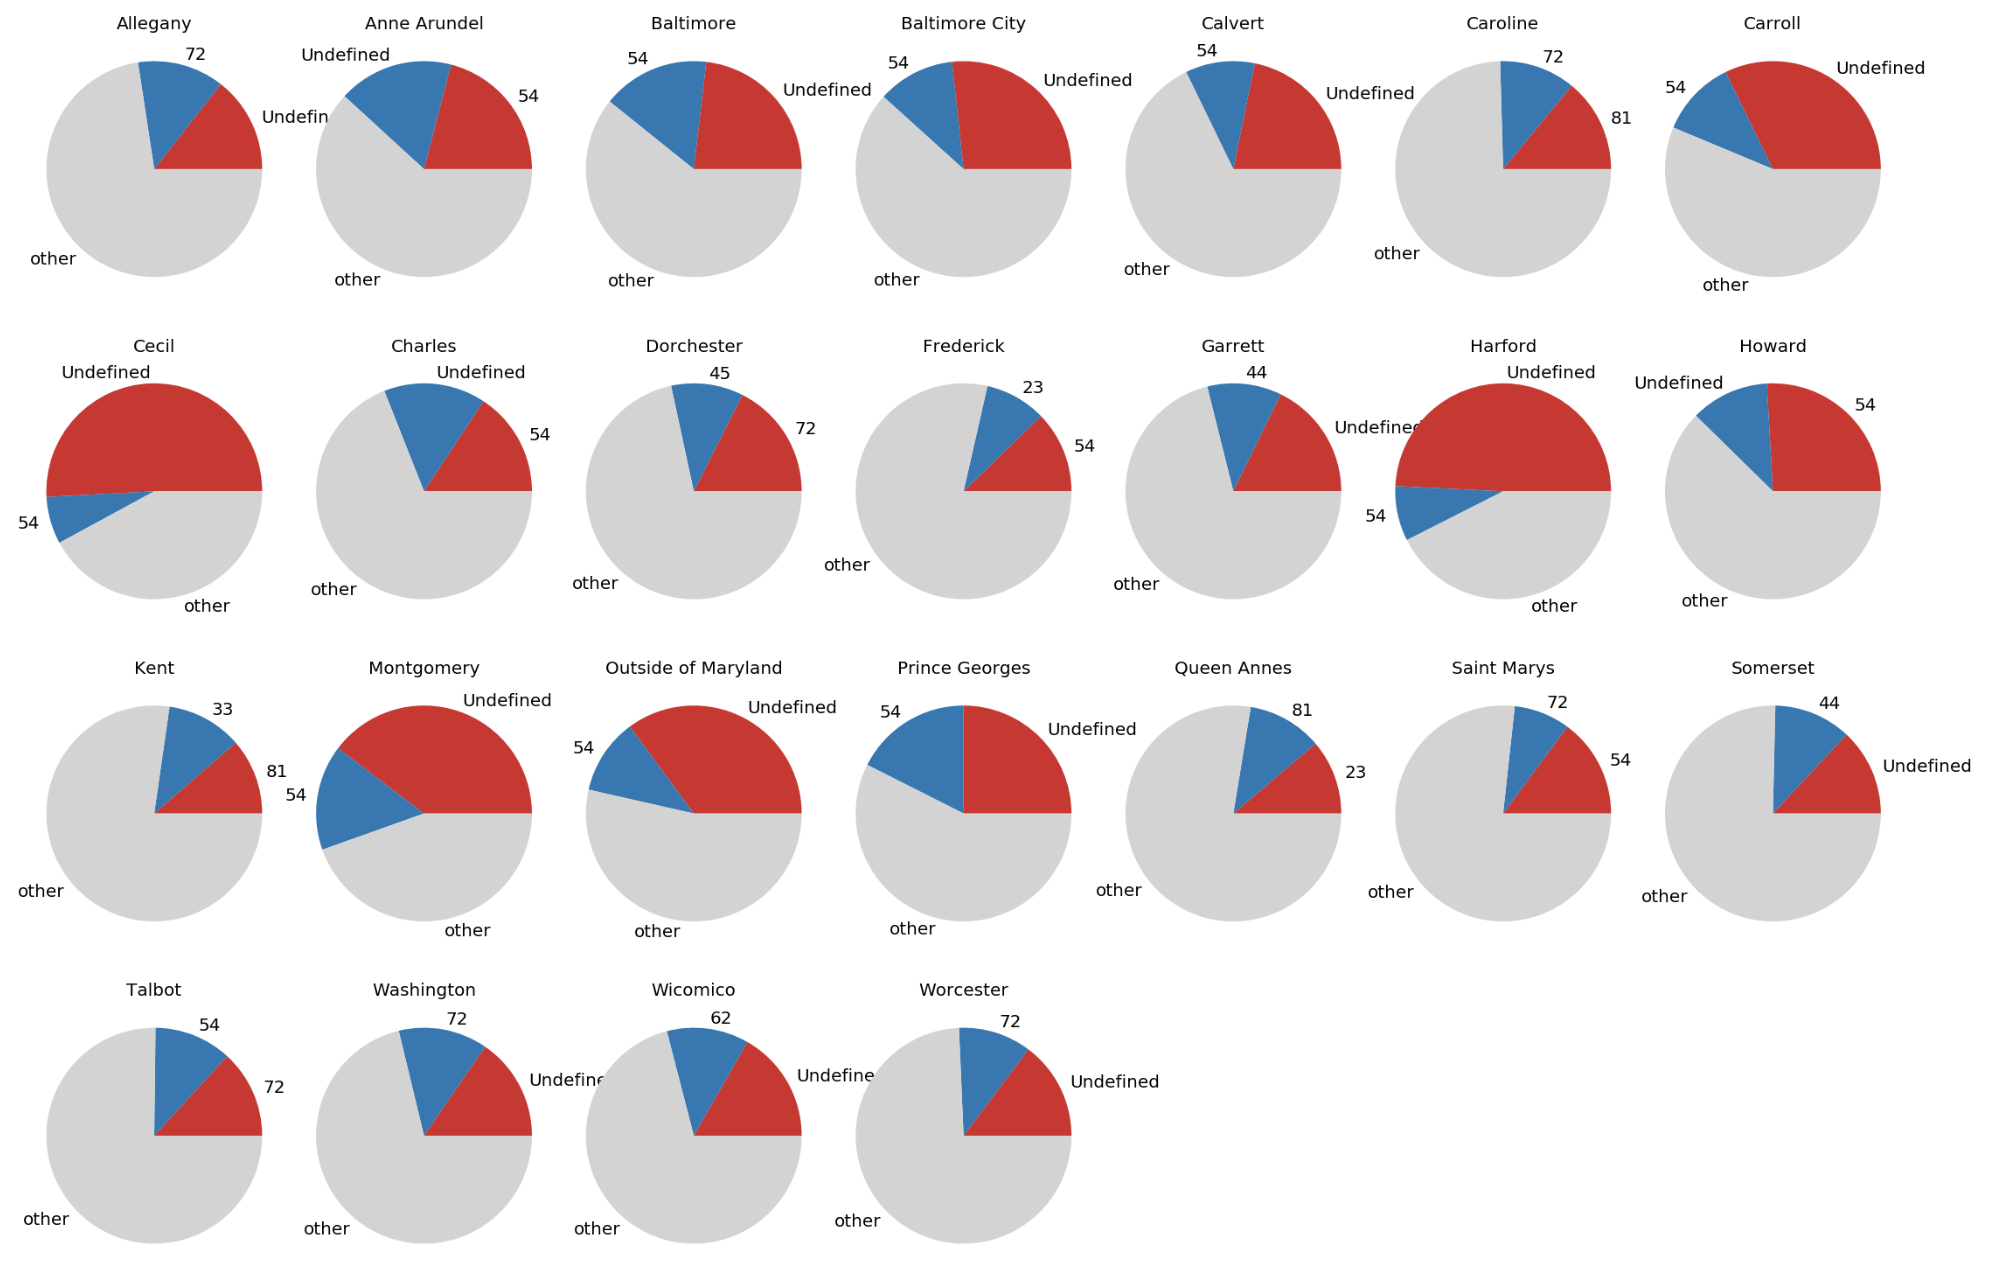 Allegany
72
Undefin
other
Anne Arundel
Undefined
54
other
Baltimore
54
Undefined
other
Baltimore City
54
Undefined
other
Calvert
54
Undefined
other
Caroline
72
81
other
Carroll
Undefined
54
other
Cecil
Undefined
54
other
Charles
Undefined
54
other
Dorchester
45
72
other
Frederick
23
54
other
Garrett
44
Undefined
other
Harford
Undefined
54
other
Howard
Undefined
54
other
Kent
33
81
other
Montgomery
Undefined
54
other
Outside of Maryland
Undefined
54
other
Prince Georges
54
Undefined
other
Queen Annes
81
23
other
Saint Marys
72
54
other
Somerset
44
Undefined
other
Talbot
54
72
other
Washington
72
Undefine
other
Wicomico
62
Undefine
other
Worcester
72
Undefined
other